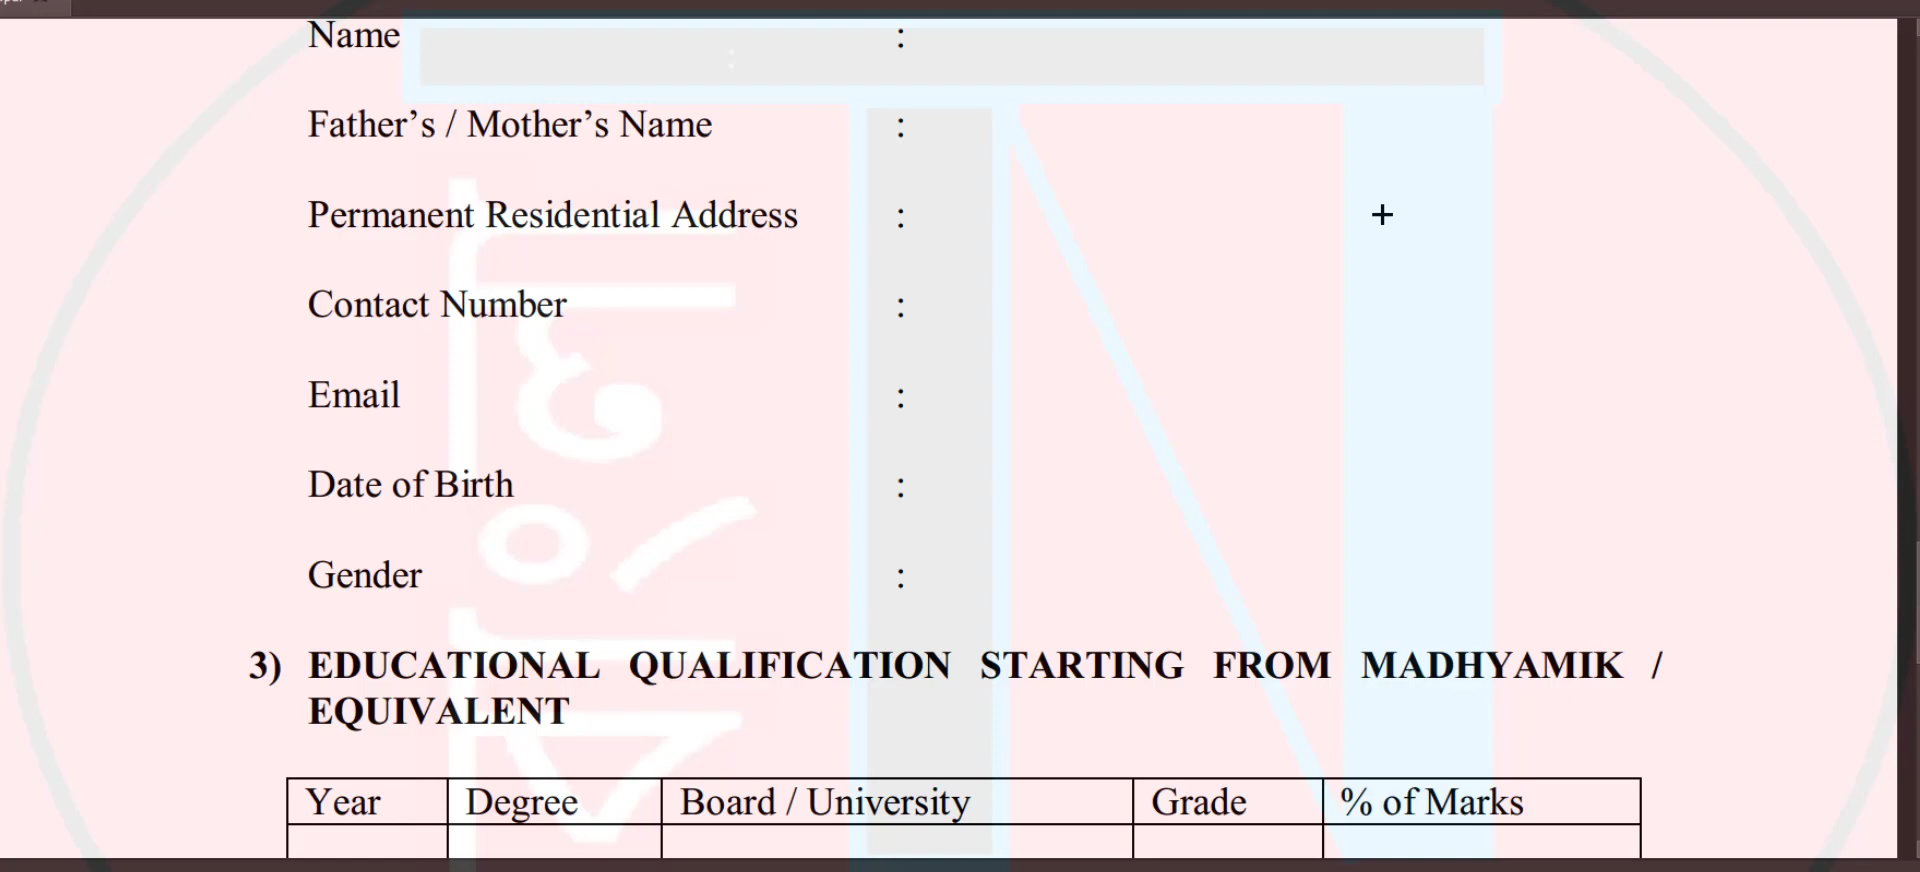 Name :
Father’s / Mother’s Name :
Permanent Residential Address :
Contact Number :
Email :
Date of Birth :
Gender :
3) EDUCATIONAL QUALIFICATION STARTING FROM MADHYAMIK /
EQUIVALENT
Year Degree Board / University Grade % of Marks